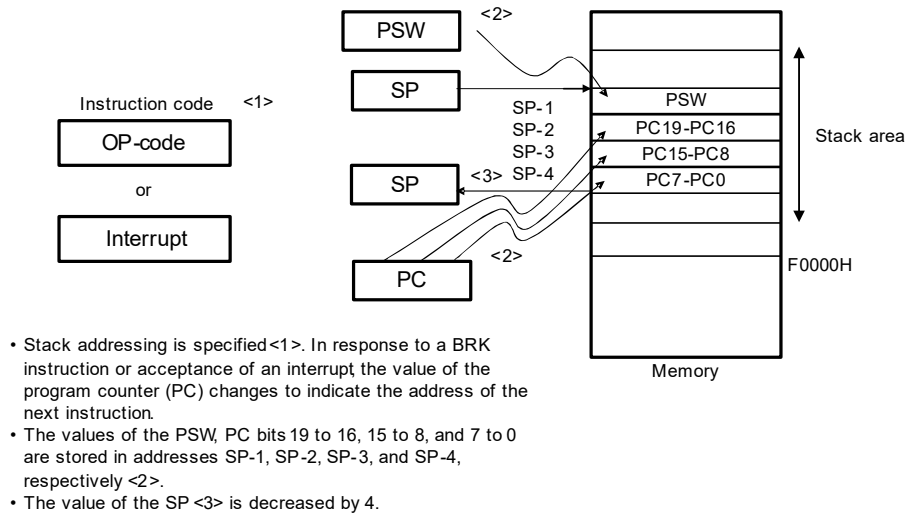 <2>
PSW
SP
Instruction code <1>
OP-code
or
Interrupt
SP-1
SP-2
SP-3
SP-4
SP
<3>
<2>
PC
PSW
PC19-PC16
PC15-PC8
PC7-PC0
Stack area
F0000H
Memory
• Stack addressing is specified <1>. In response to a BRK
instruction or acceptance of an interrupt, the value of the
program counter (PC) changes to indicate the address of the
next instruction.
• The values of the PSW, PC bits 19 to 16, 15 to 8, and 7 to 0
are stored in addresses SP-1, SP-2, SP-3, and SP-4,
respectively <2>.
• The value of the SP <3> is decreased by 4.